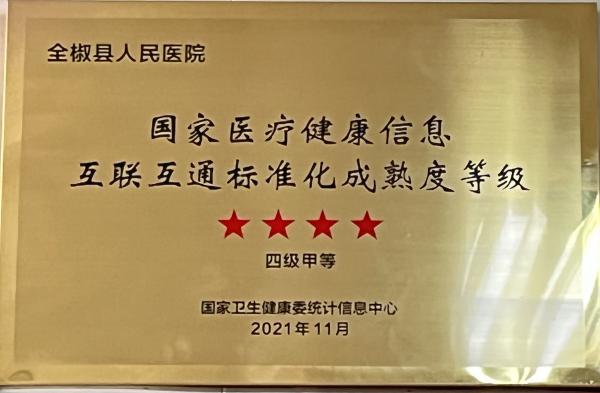 全椒县人民医院
国家医疗健康信息
互联互通标准化成熟度等级
四级甲等
国家卫生健康委统计信息中心
2021年11月